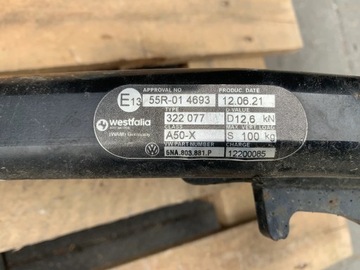 APPROVAL NO PRODUC. DATE
E13 55R-01 4693 12.06.21
TYPE D VALUE
322 077 D12,6 kN
westfalia CLASS MAX VERT LOAD
A50-X S 100 kg
VW PART NUMBER CHARGE
5NA.803.881.P 12200085